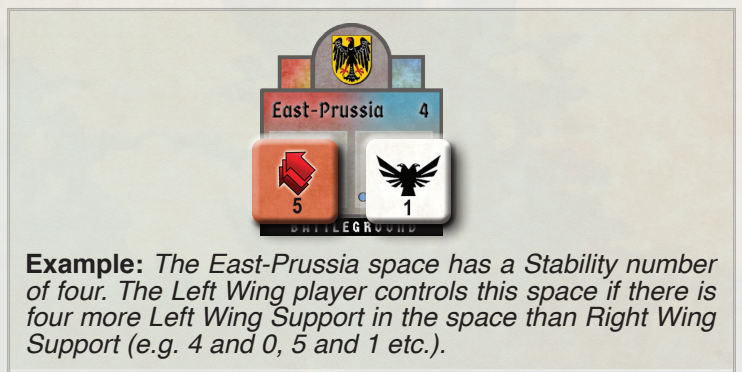 East-Prussia 4
5 1
BATTLEGROUND
Example: The East-Prussia space has a Stability number
of four. The Left Wing player controls this space if there is
four more Left Wing Support in the space than Right Wing
Support (e.g. 4 and 0, 5 and 1 etc.).